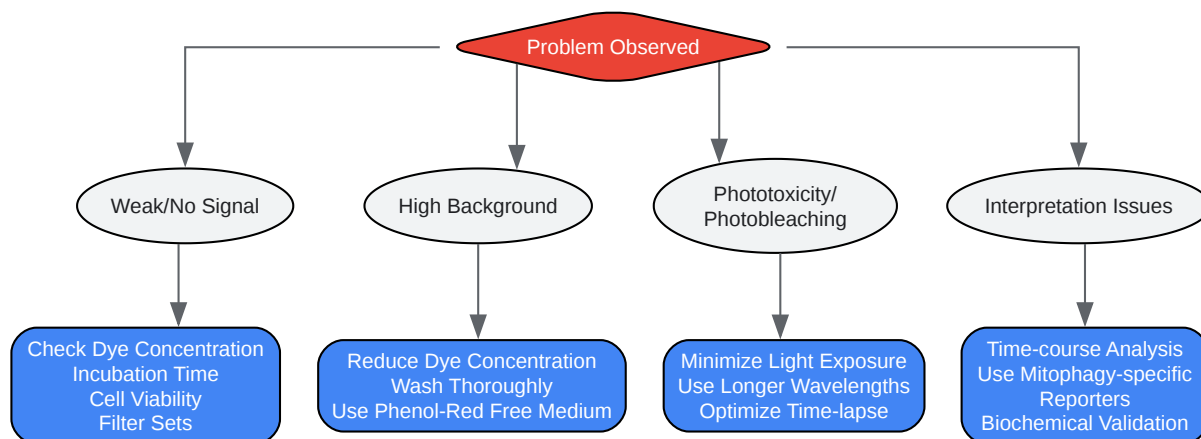 Problem Observed
Weak/No Signal
High Background
Phototoxicity/
Photobleaching
Interpretation Issues
Check Dye Concentration
Incubation Time
Cell Viability
Filter Sets
Reduce Dye Concentration
Wash Thoroughly
Use Phenol-Red Free Medium
Minimize Light Exposure
Use Longer Wavelengths
Optimize Time-lapse
Time-course Analysis
Use Mitophagy-specific
Reporters
Biochemical Validation